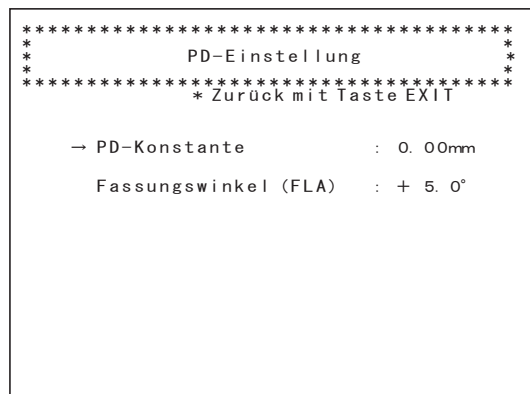 **************************************
* *
* PD-Einstellung *
* *
**************************************
* Zurück mit Taste EXIT
→ PD-Konstante : 0.00mm
Fassungswinkel (FLA) : + 5.0°